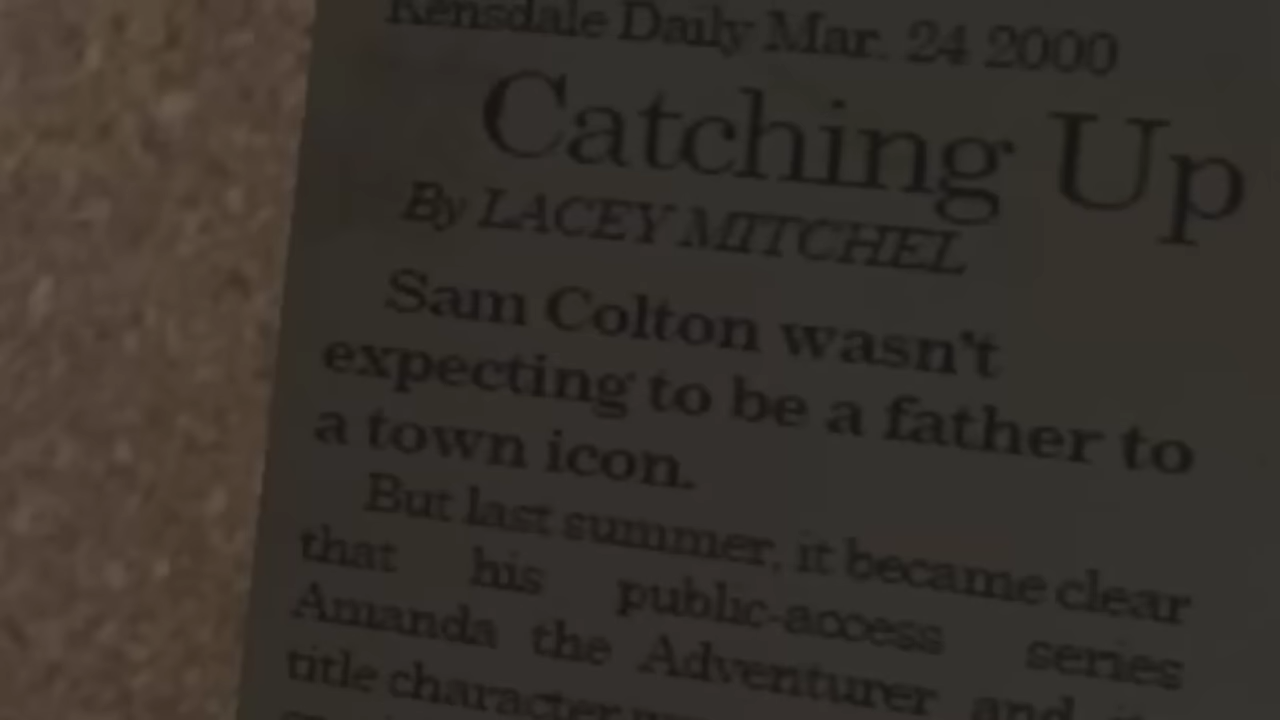 Kensdale Daily Mar. 24 2000
Catching Up
By LACEY MITCHEL
Sam Colton wasn't
expecting to be a father to
a town icon.
But last summer, it became clear
that his public-access series
Amanda the Adventurer and its
title character